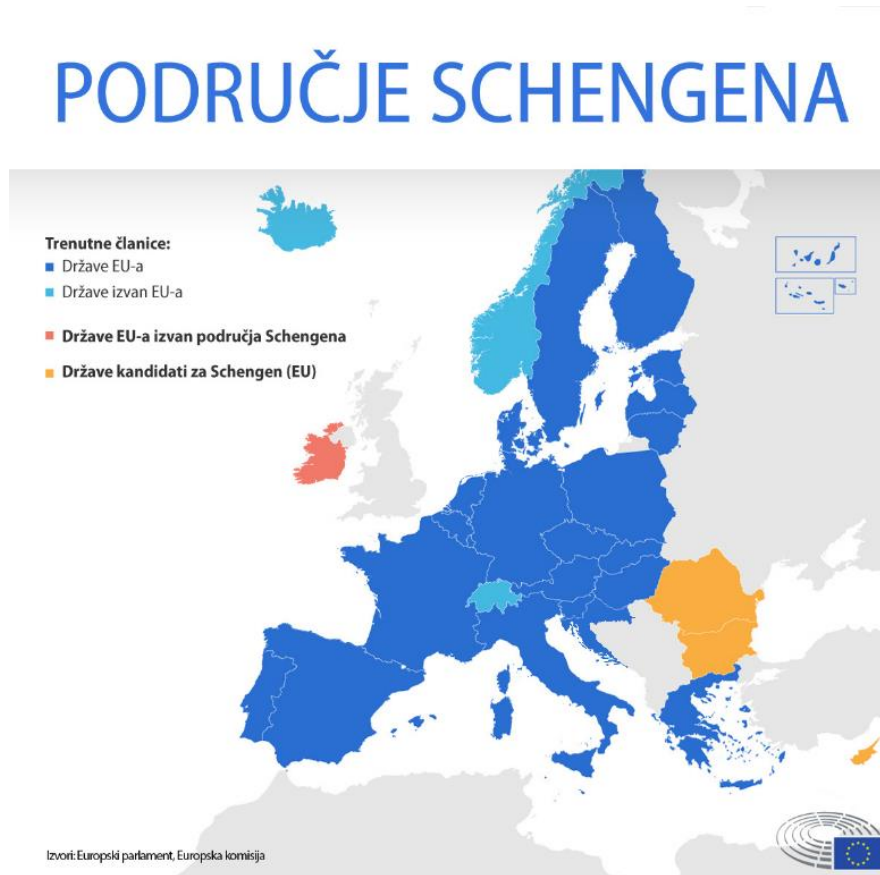 PODRUČJE SCHENGENA
Trenutne članice:
Države EU-a
Države izvan EU-a
Države EU-a izvan područja Schengena
Države kandidati za Schengen (EU)
Izvori: Europski parlament, Europska komisija